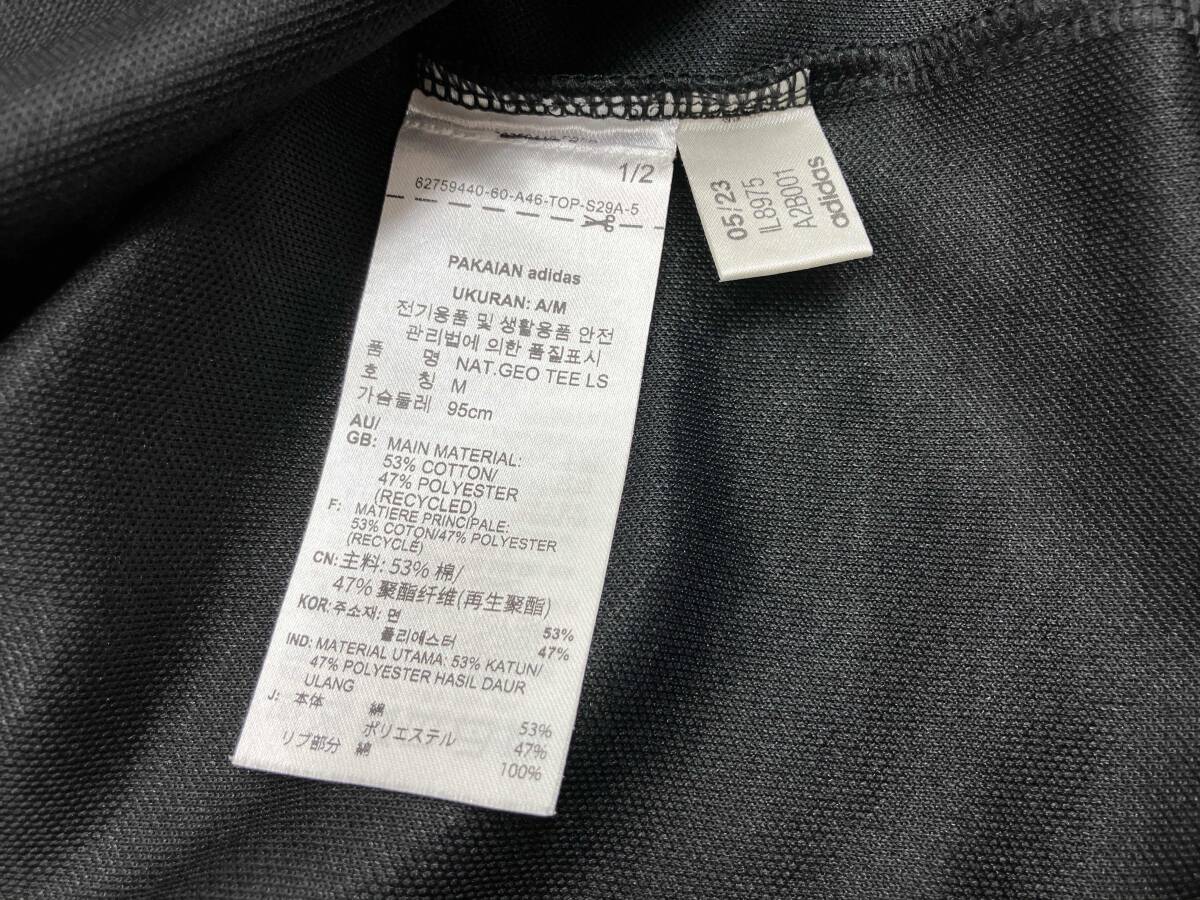 1/2
62759440-60-A46-TOP-S29A-5
PAKAIAN adidas
UKURAN: A/M
전기용품 및 생활용품 안전
관리법에 의한 품질표시
품 명 NAT.GEO TEE LS
호 칭 M
가슴둘레 95cm
AU/
GB: MAIN MATERIAL:
53% COTTON/
47% POLYESTER
(RECYCLED)
F: MATIERE PRINCIPALE:
53% COTON/47% POLYESTER
(RECYCLÉ)
CN: 主料: 53% 棉/
47% 聚酯纤维(再生聚酯)
KOR: 주소재: 면 53%
폴리에스터 47%
IND: MATERIAL UTAMA: 53% KATUN/
47% POLYESTER HASIL DAUR
ULANG
J: 本体 綿 53%
ポリエステル 47%
リブ部分 綿 100%
05/23
IL8975
A2B001
adidas